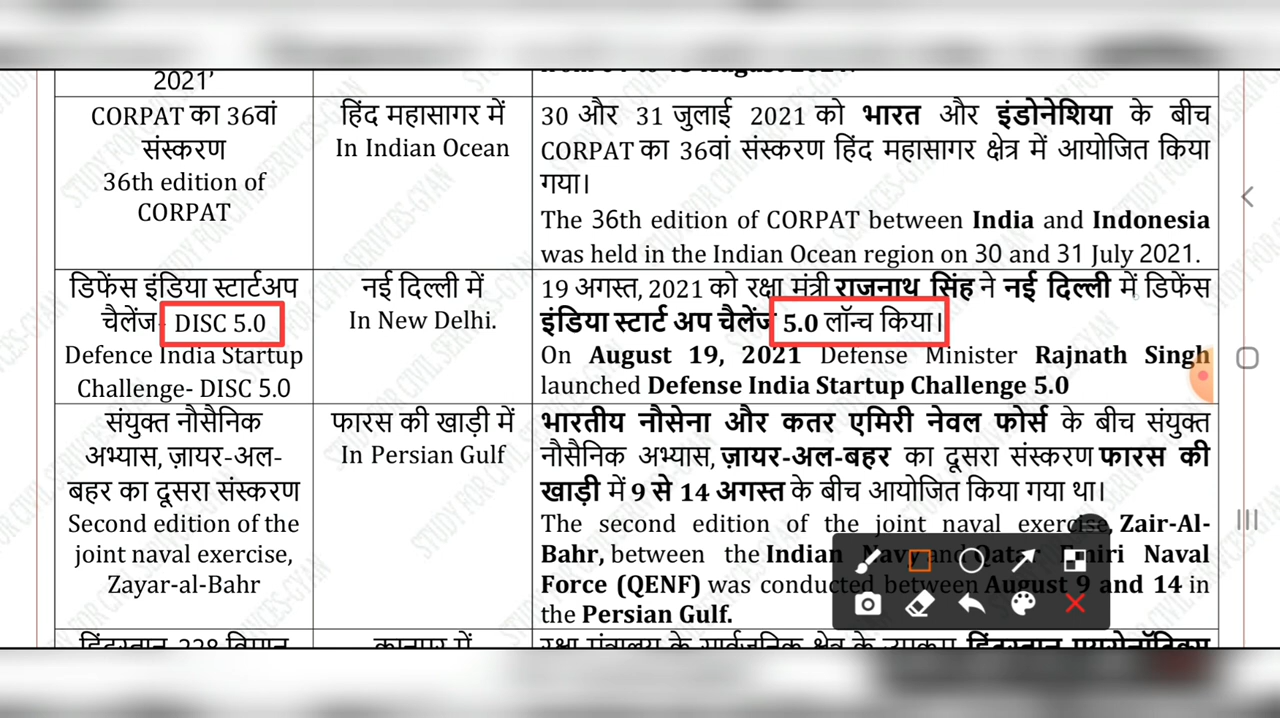 2021’
CORPAT का 36वां
संस्करण
36th edition of
CORPAT
हिंद महासागर में
In Indian Ocean
30 और 31 जुलाई 2021 को भारत और इंडोनेशिया के बीच
CORPAT का 36वां संस्करण हिंद महासागर क्षेत्र में आयोजित किया
गया।
The 36th edition of CORPAT between India and Indonesia
was held in the Indian Ocean region on 30 and 31 July 2021.
डिफेंस इंडिया स्टार्टअप
चैलेंज- DISC 5.0
Defence India Startup
Challenge- DISC 5.0
नई दिल्ली में
In New Delhi.
19 अगस्त, 2021 को रक्षा मंत्री राजनाथ सिंह ने नई दिल्ली में डिफेंस
इंडिया स्टार्ट अप चैलेंज 5.0 लॉन्च किया।
On August 19, 2021 Defense Minister Rajnath Singh
launched Defense India Startup Challenge 5.0
संयुक्त नौसैनिक
अभ्यास, ज़ायर-अल-
बहर का दूसरा संस्करण
Second edition of the
joint naval exercise,
Zayar-al-Bahr
फारस की खाड़ी में
In Persian Gulf
भारतीय नौसेना और कतर एमिरी नेवल फोर्स के बीच संयुक्त
नौसैनिक अभ्यास, ज़ायर-अल-बहर का दूसरा संस्करण फारस की
खाड़ी में 9 से 14 अगस्त के बीच आयोजित किया गया था।
The second edition of the joint naval exercise, Zair-Al-
Bahr, between the Indian Navy and Qatar Emiri Naval
Force (QENF) was conducted between August 9 and 14 in
the Persian Gulf.